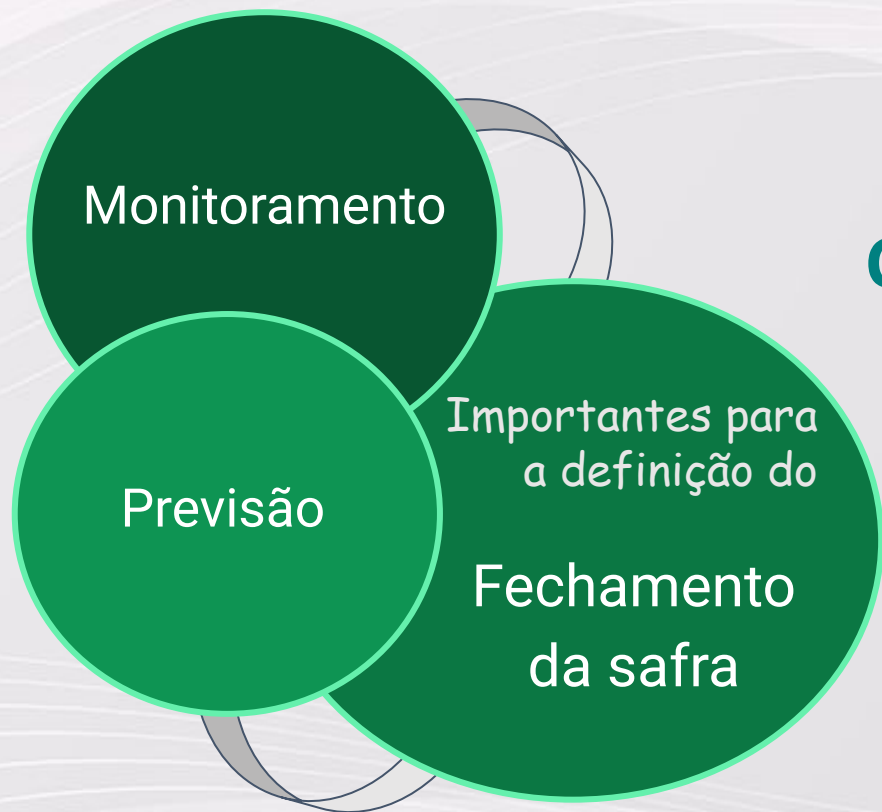 Monitoramento
Previsão
Importantes para
a definição do
Fechamento
da safra